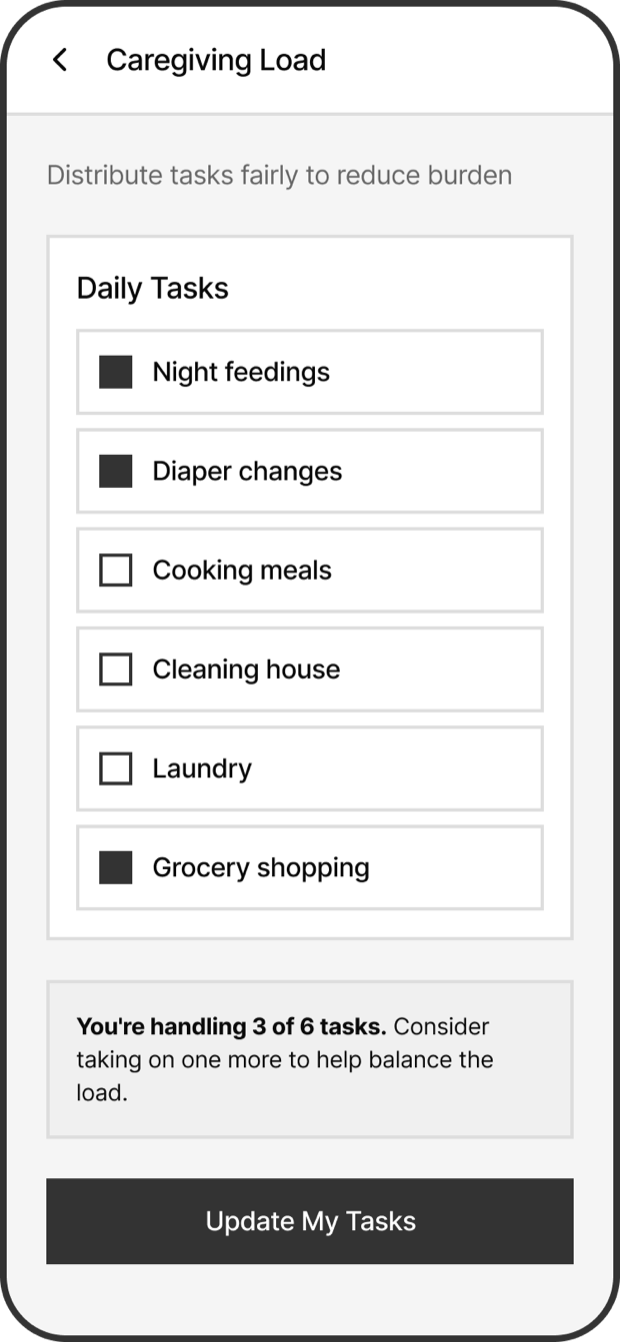 Caregiving Load
Distribute tasks fairly to reduce burden
Daily Tasks
Night feedings
Diaper changes
Cooking meals
Cleaning house
Laundry
Grocery shopping
You're handling 3 of 6 tasks. Consider
taking on one more to help balance the
load.
Update My Tasks